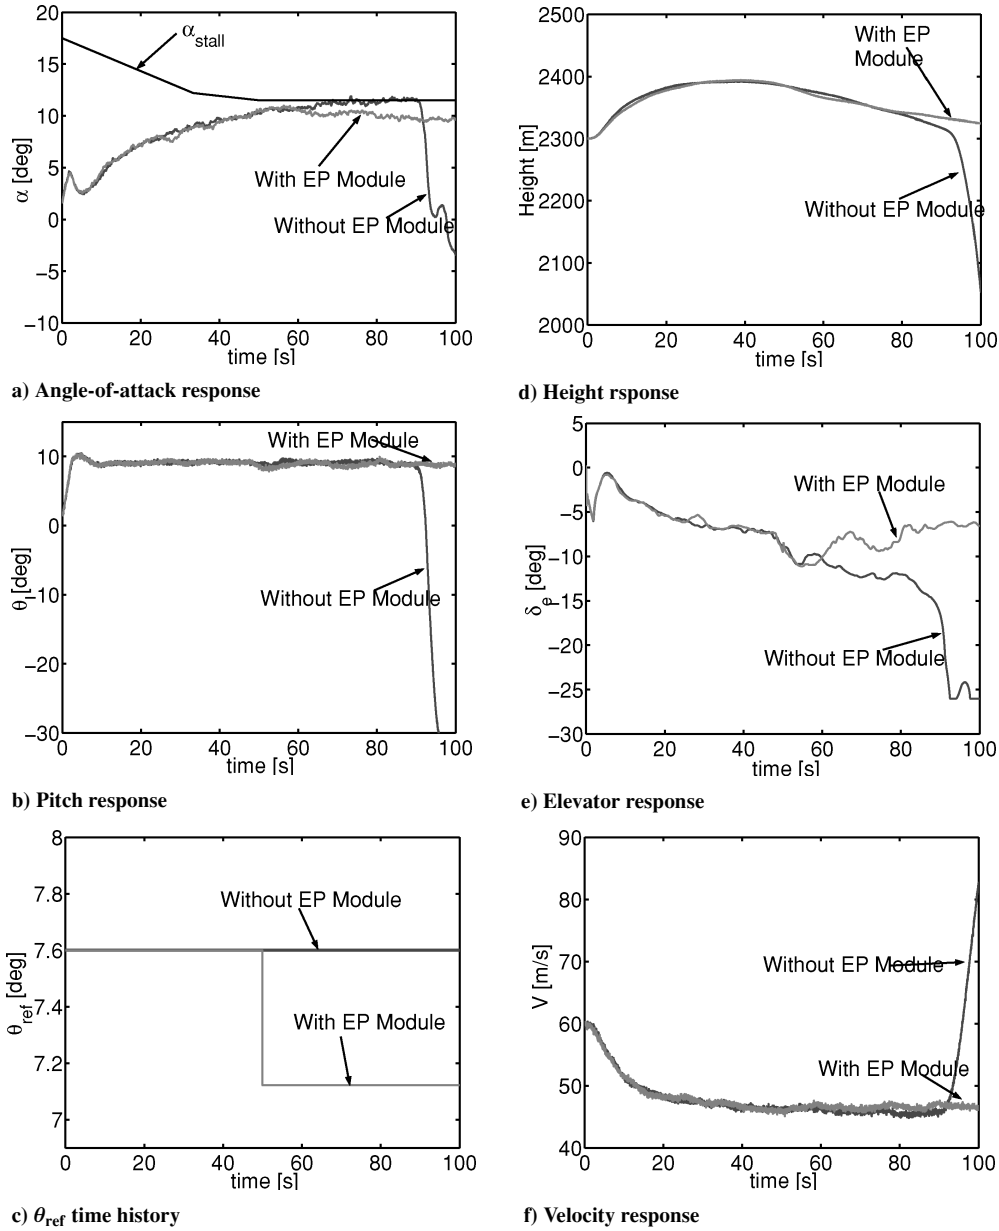 20
15
10
5
0
−5
−10
α [deg]
α_stall
With EP Module
Without EP Module
0 20 40 60 80 100
time [s]
a) Angle-of-attack response
2500
2400
2300
2200
2100
2000
Height [m]
With EP
Module
Without EP Module
0 20 40 60 80 100
time [s]
d) Height rsponse
10
0
−10
−20
−30
θ [deg]
With EP Module
Without EP Module
0 20 40 60 80 100
time [s]
b) Pitch response
5
0
−5
−10
−15
−20
−25
−30
δ_e [deg]
With EP Module
Without EP Module
0 20 40 60 80 100
time [s]
e) Elevator response
8
7.8
7.6
7.4
7.2
7
θ_ref [deg]
Without EP Module
With EP Module
0 20 40 60 80 100
time [s]
c) θ_ref time history
90
80
70
60
50
40
V [m/s]
Without EP Module
With EP Module
0 20 40 60 80 100
time [s]
f) Velocity response